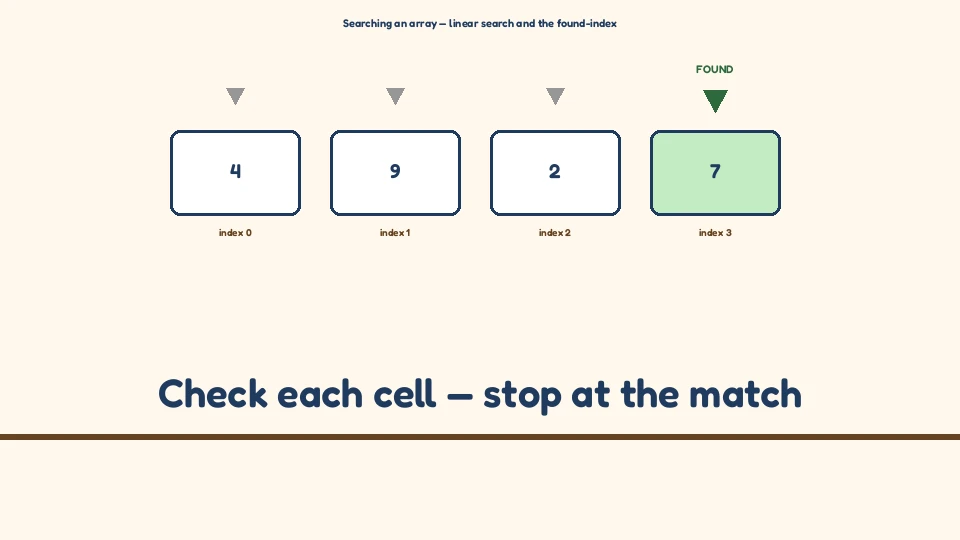 Searching an array — linear search and the found-index
FOUND
4 9 2 7
index 0 index 1 index 2 index 3
Check each cell — stop at the match